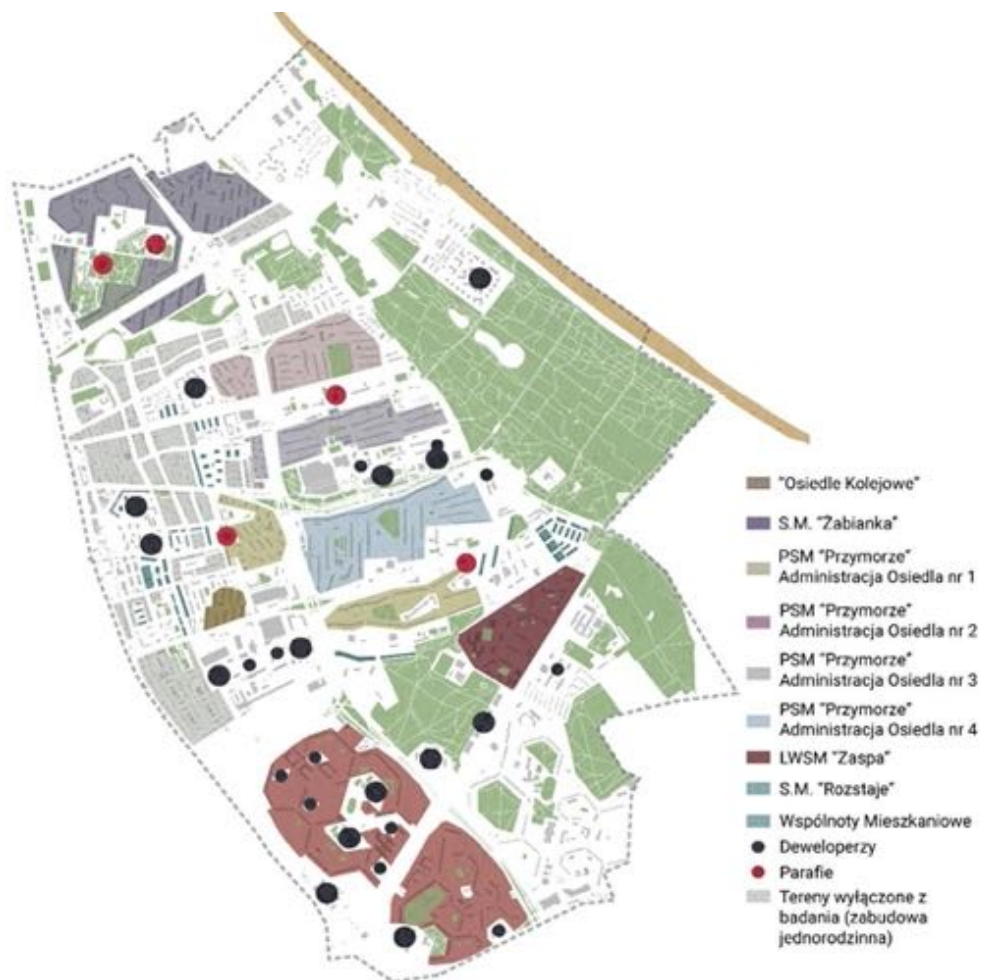 "Osiedle Kolejowe"
S.M. "Żabianka"
PSM "Przymorze"
Administracja Osiedla nr 1
PSM "Przymorze"
Administracja Osiedla nr 2
PSM "Przymorze"
Administracja Osiedla nr 3
PSM "Przymorze"
Administracja Osiedla nr 4
LWSM "Zaspa"
S.M. "Rozstaje"
Wspólnoty Mieszkaniowe
Deweloperzy
Parafie
Tereny wyłączone z
badania (zabudowa
jednorodzinna)